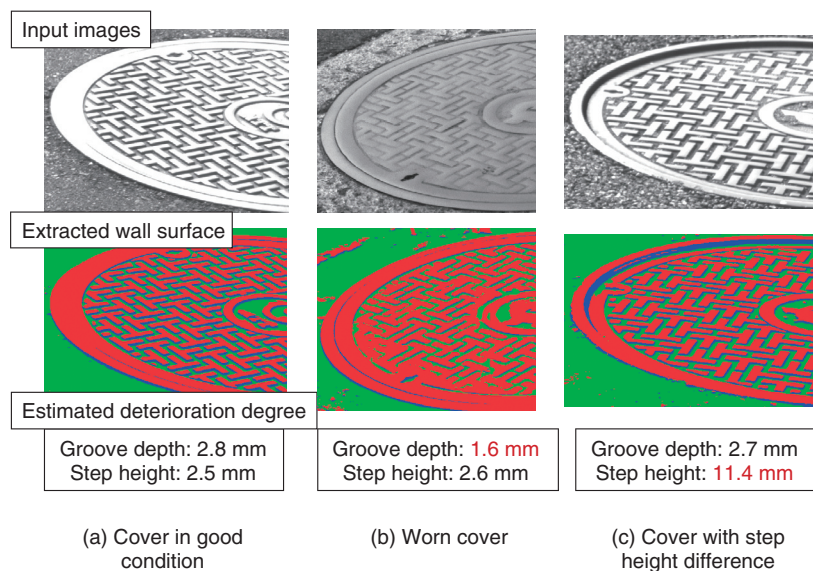 Input images
Extracted wall surface
Estimated deterioration degree
Groove depth: 2.8 mm
Step height: 2.5 mm
Groove depth: 1.6 mm
Step height: 2.6 mm
Groove depth: 2.7 mm
Step height: 11.4 mm
(a) Cover in good
condition
(b) Worn cover
(c) Cover with step
height difference